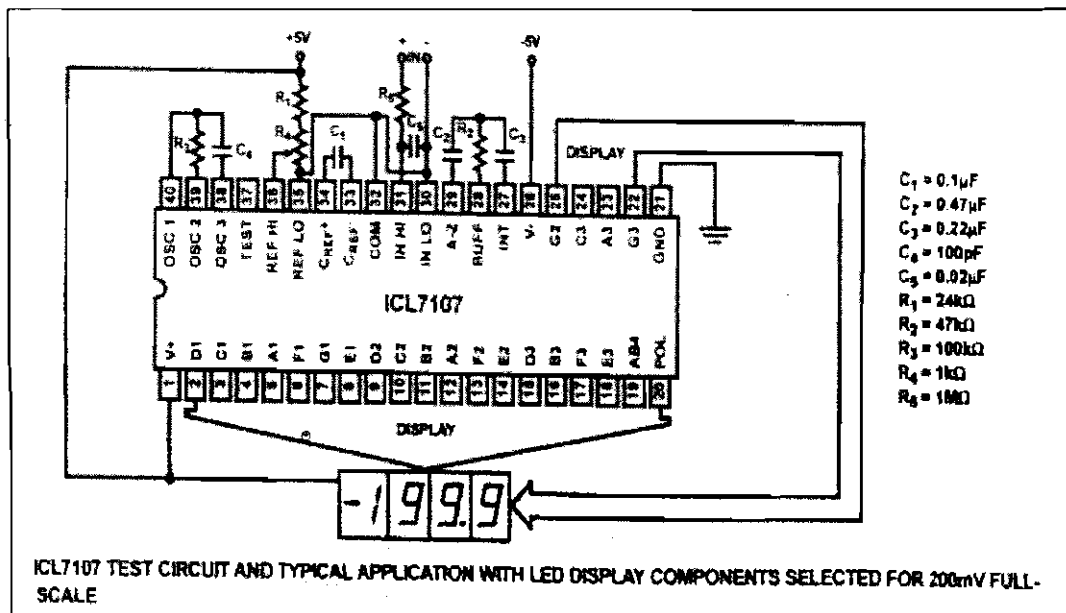 +5V
+
IN
-
-5V
R1
R5
R3
C4
R4
C1
C5
C2
R2
C3
DISPLAY
40 39 38 37 36 35 34 33 32 31 30 29 28 27 26 25 24 23 22 21
OSC 1
OSC 2
OSC 3
TEST
REF HI
REF LO
CREF+
CREF-
COM
IN HI
IN LO
A-Z
BUFF
INT
V-
G2
C3
A3
G3
GND
ICL7107
V+
D1
C1
B1
A1
F1
G1
E1
D2
C2
B2
A2
F2
E2
D3
B3
F3
E3
AB4
POL
1 2 3 4 5 6 7 8 9 10 11 12 13 14 15 16 17 18 19 20
DISPLAY
-199.9
C1 = 0.1µF
C2 = 0.47µF
C3 = 0.22µF
C4 = 100pF
C5 = 0.02µF
R1 = 24kΩ
R2 = 47kΩ
R3 = 100kΩ
R4 = 1kΩ
R5 = 1MΩ
ICL7107 TEST CIRCUIT AND TYPICAL APPLICATION WITH LED DISPLAY COMPONENTS SELECTED FOR 200mV FULL-
SCALE